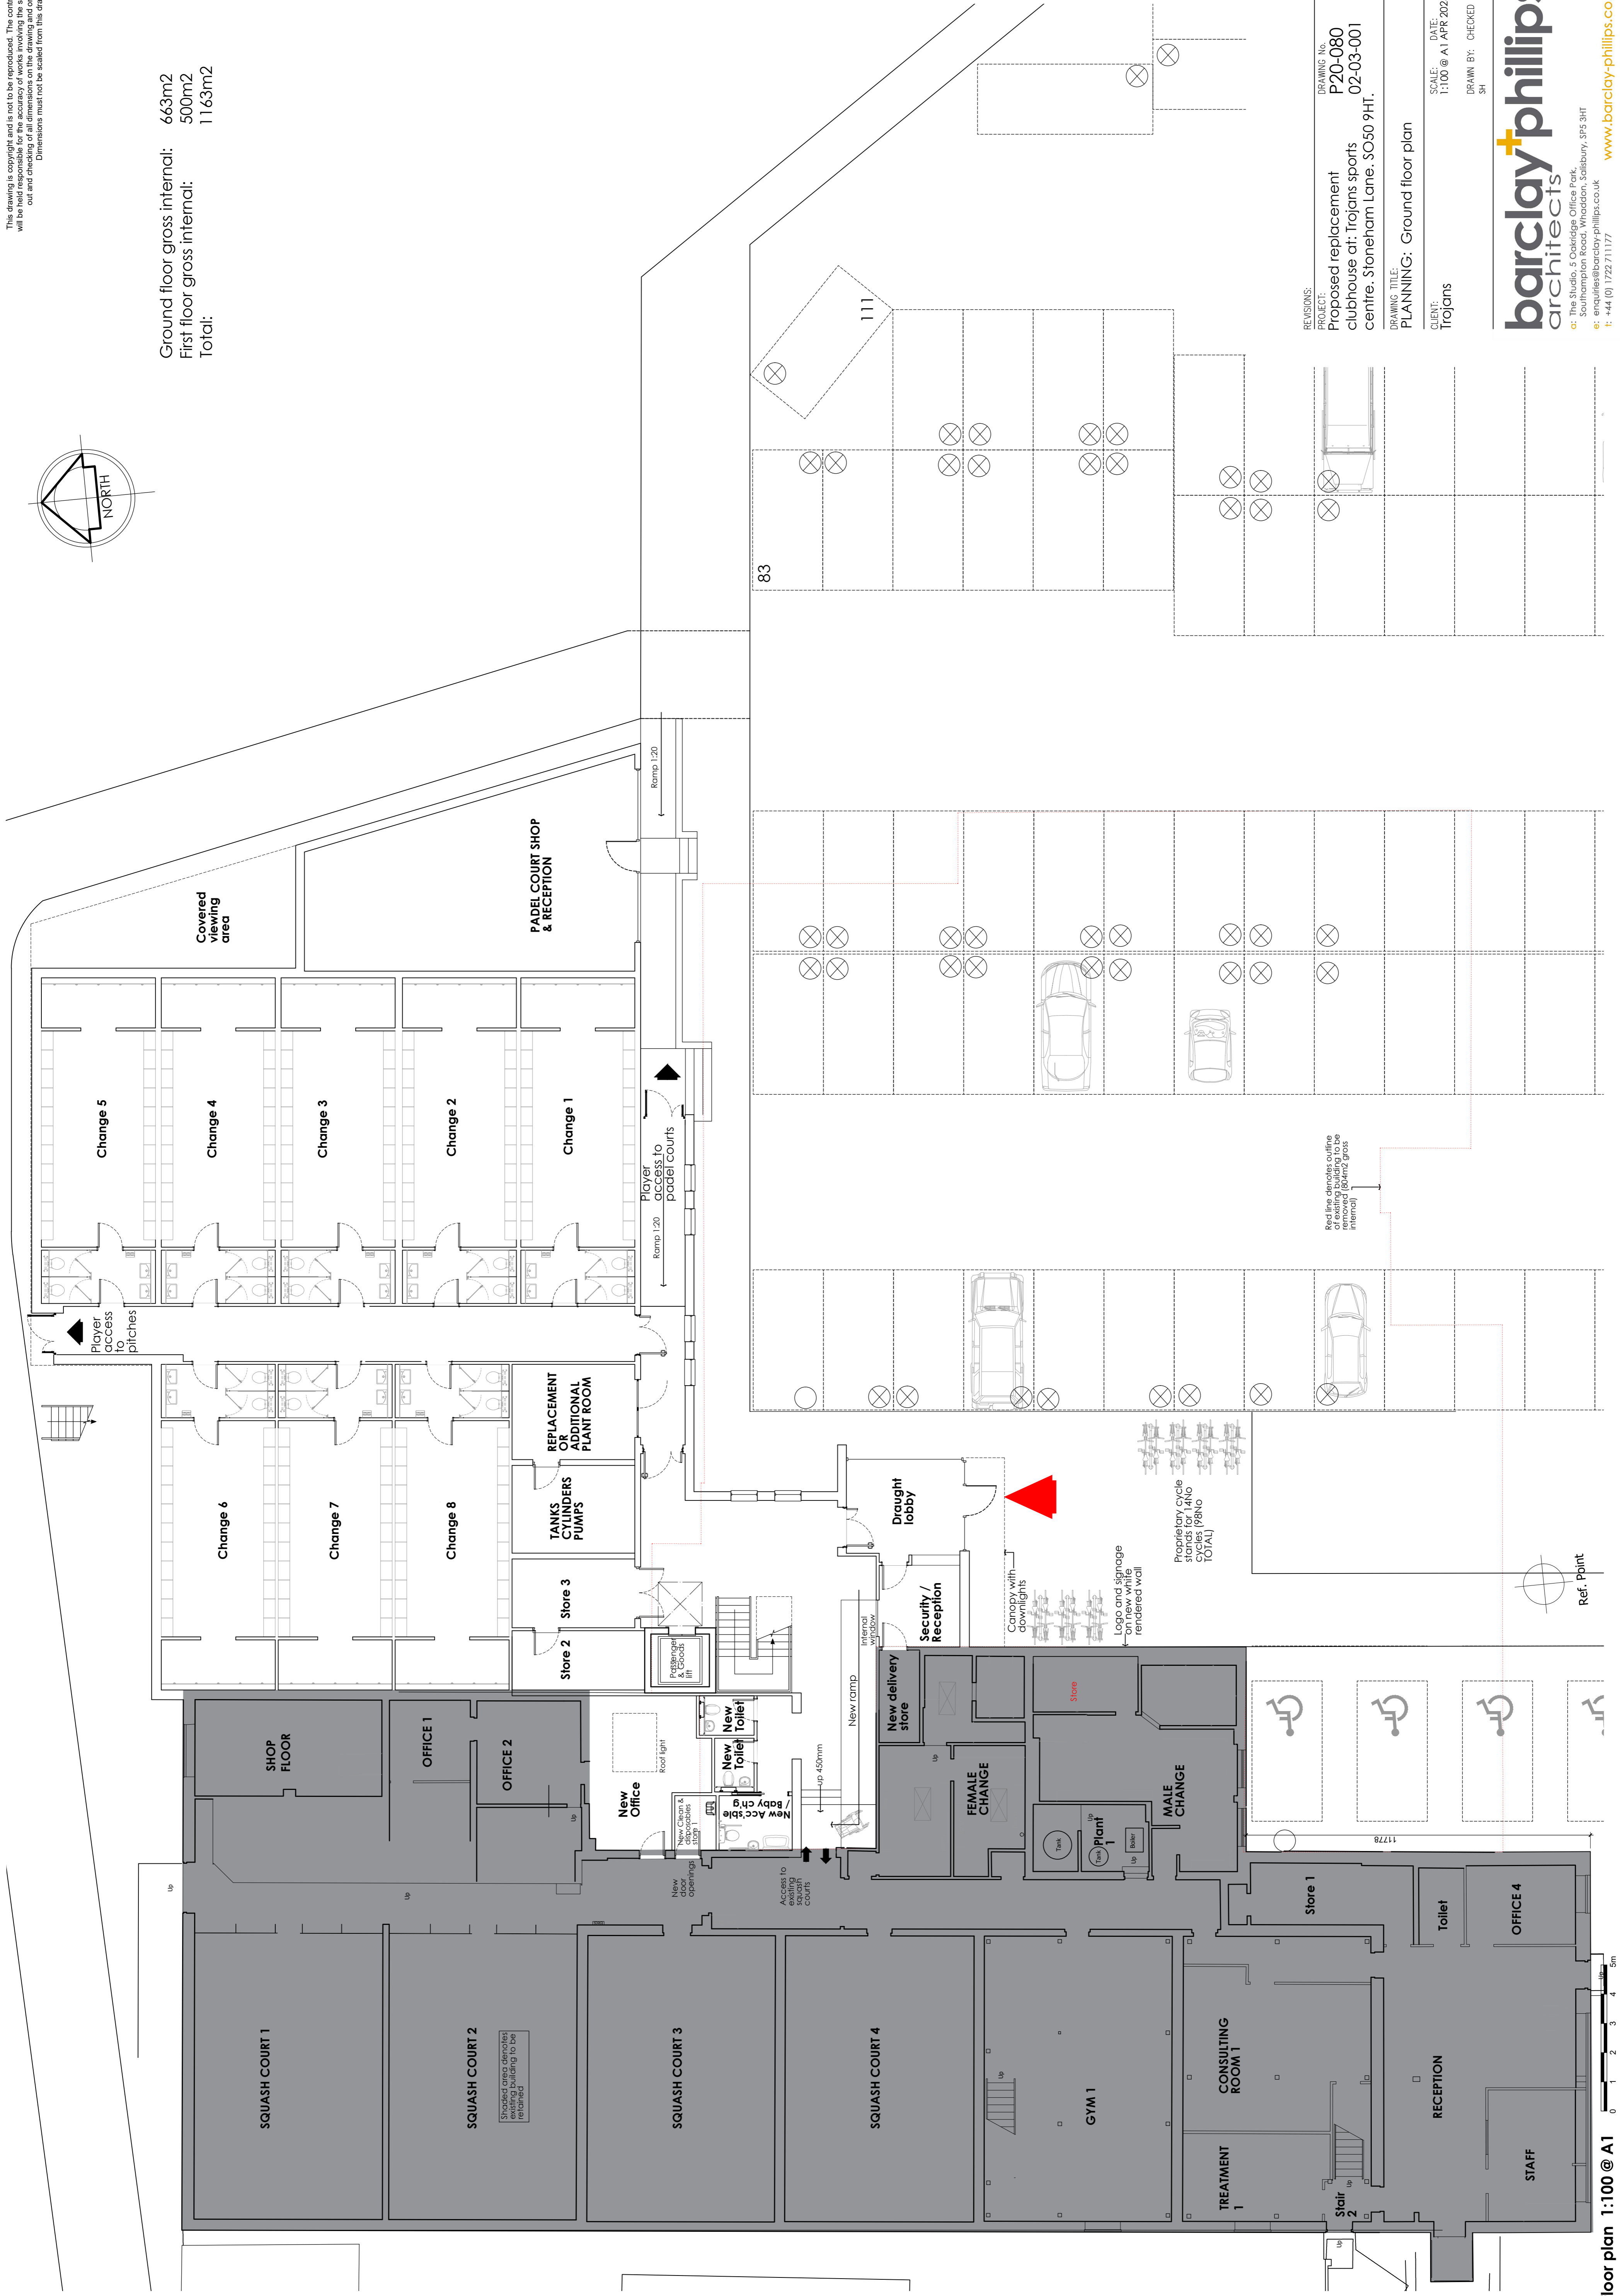 This drawing is copyright and is not to be reproduced. The contr
will be held responsible for the accuracy of works involving the s
out and checking of all dimensions on the drawing and or
Dimensions must not be scaled from this dra
Ground floor gross internal: 663m2
First floor gross internal: 500m2
Total: 1163m2
NORTH
Covered
viewing
area
PADEL COURT SHOP
& RECEPTION
Ramp 1:20
Change 5
Change 4
Change 3
Change 2
Change 1
Player
access to
padel courts
Ramp 1:20
Player
access
to
pitches
Change 6
Change 7
Change 8
REPLACEMENT
OR
ADDITIONAL
PLANT ROOM
TANKS
CYLINDERS
PUMPS
Store 3
Store 2
Passenger
& Goods
lift
Draught
lobby
Security /
Reception
Internal
window
Canopy with
downlights
Logo and signage
on new white
rendered wall
Proprietary cycle
stands for 14No
cycles (98No
TOTAL)
Red line denotes outline
of existing building to be
removed (804m2 gross
internal)
Ref. Point
83
111
SHOP
FLOOR
OFFICE 1
OFFICE 2
New
Office
Roof light
New
Toilet
New
Toilet
New Accsble
/ Baby ch'g
New Clean &
disposables
store 1
New
door
openings
Access to
existing
squash
courts
up 450mm
New ramp
New delivery
store
Store
FEMALE
CHANGE
MALE
CHANGE
Plant
1
Tank
Tank
Boiler
Up
Up
Up
Up
Up
Up
11778
Store 1
Toilet
OFFICE 4
SQUASH COURT 1
SQUASH COURT 2
Shaded area denotes
existing building to be
retained
SQUASH COURT 3
SQUASH COURT 4
GYM 1
Up
CONSULTING
ROOM 1
TREATMENT
1
Stair
2
Up
Up
RECEPTION
STAFF
Up
loor plan 1:100 @ A1
0 1 2 3 4 5m
REVISIONS:
PROJECT:
Proposed replacement
clubhouse at: Trojans sports
centre. Stoneham Lane. SO50 9HT.
DRAWING No.
P20-080
02-03-001
DRAWING TITLE:
PLANNING: Ground floor plan
CLIENT:
Trojans
SCALE: DATE:
1:100 @ A1 APR 202
DRAWN BY: CHECKED
SH
barclay+phillips
architects
a: The Studio, 5 Oakridge Office Park,
Southampton Road, Whaddon, Salisbury, SP5 3HT
e: enquiries@barclay-phillips.co.uk
t: +44 (0) 1722 711177
www.barclay-phillips.co